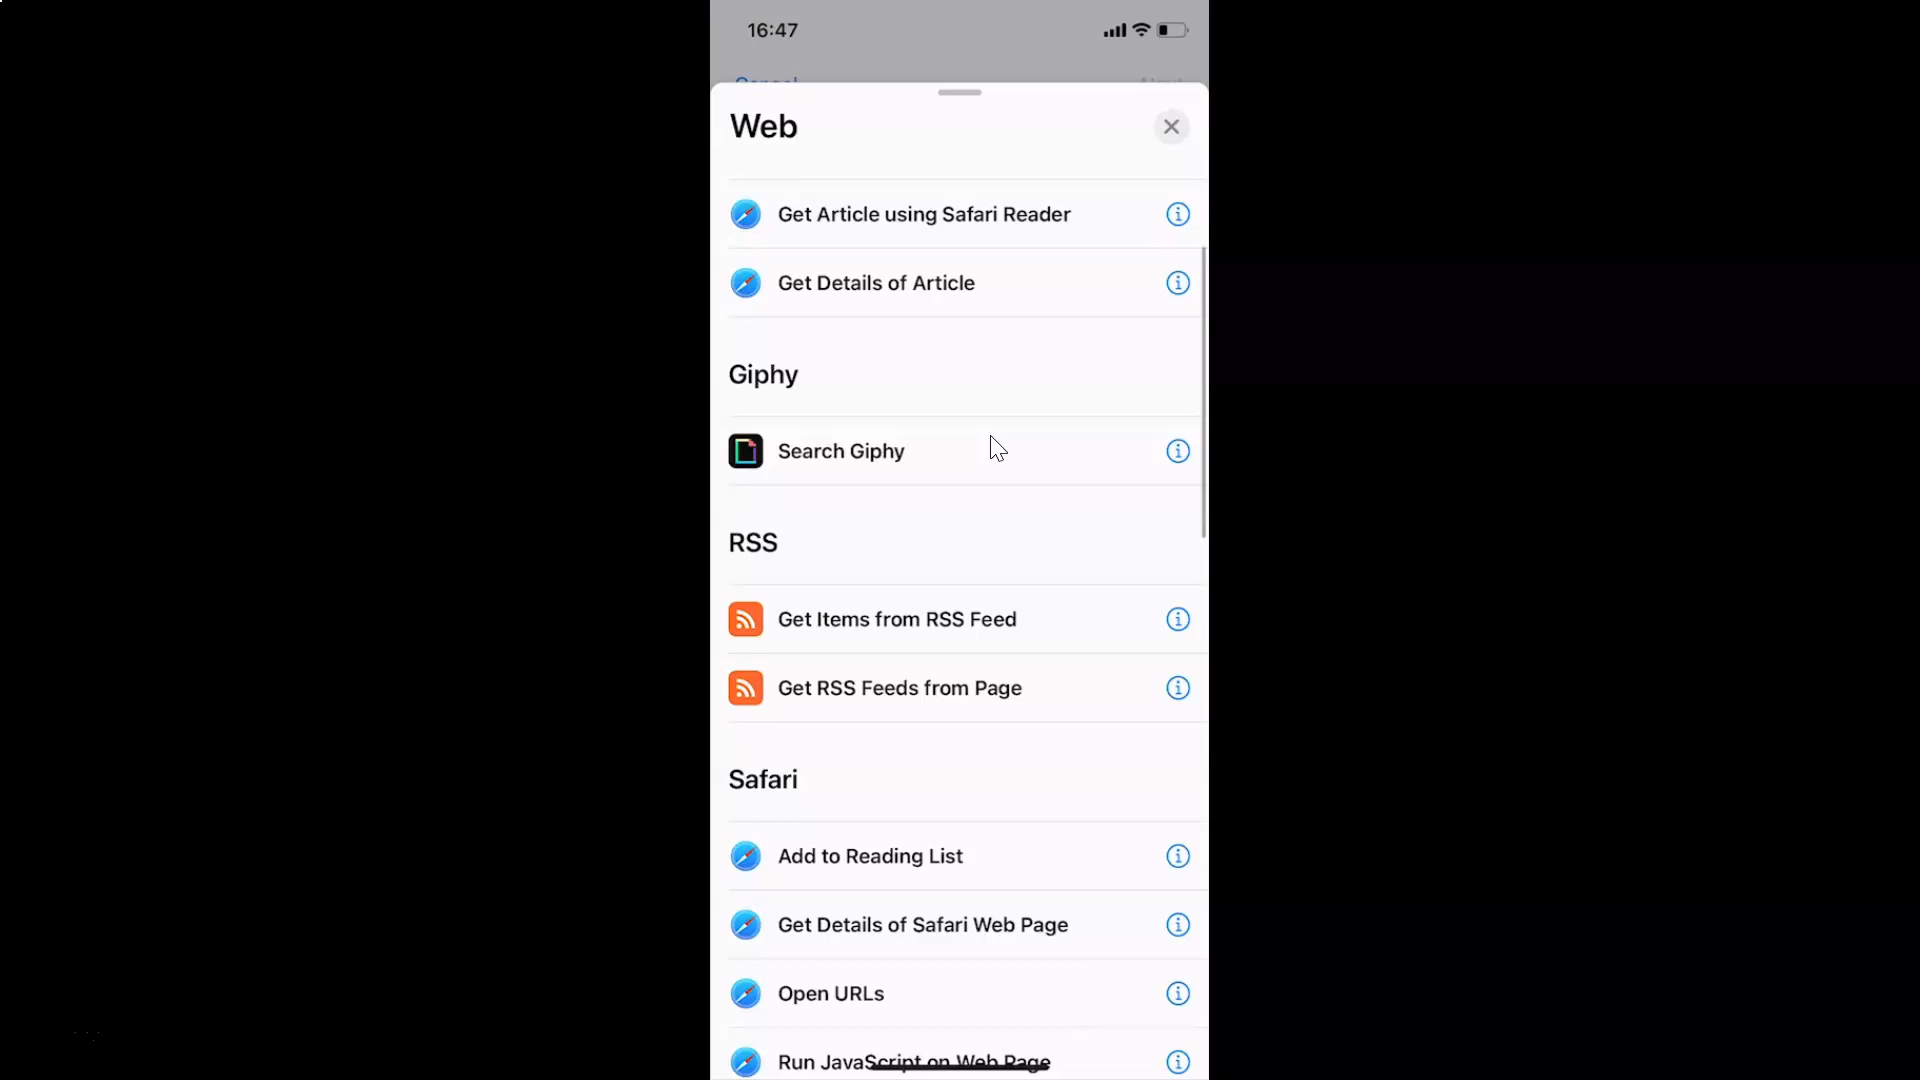 16:47
Cancel
Web
Get Article using Safari Reader
Get Details of Article
Giphy
Search Giphy
RSS
Get Items from RSS Feed
Get RSS Feeds from Page
Safari
Add to Reading List
Get Details of Safari Web Page
Open URLs
Run JavaScript on Web Page